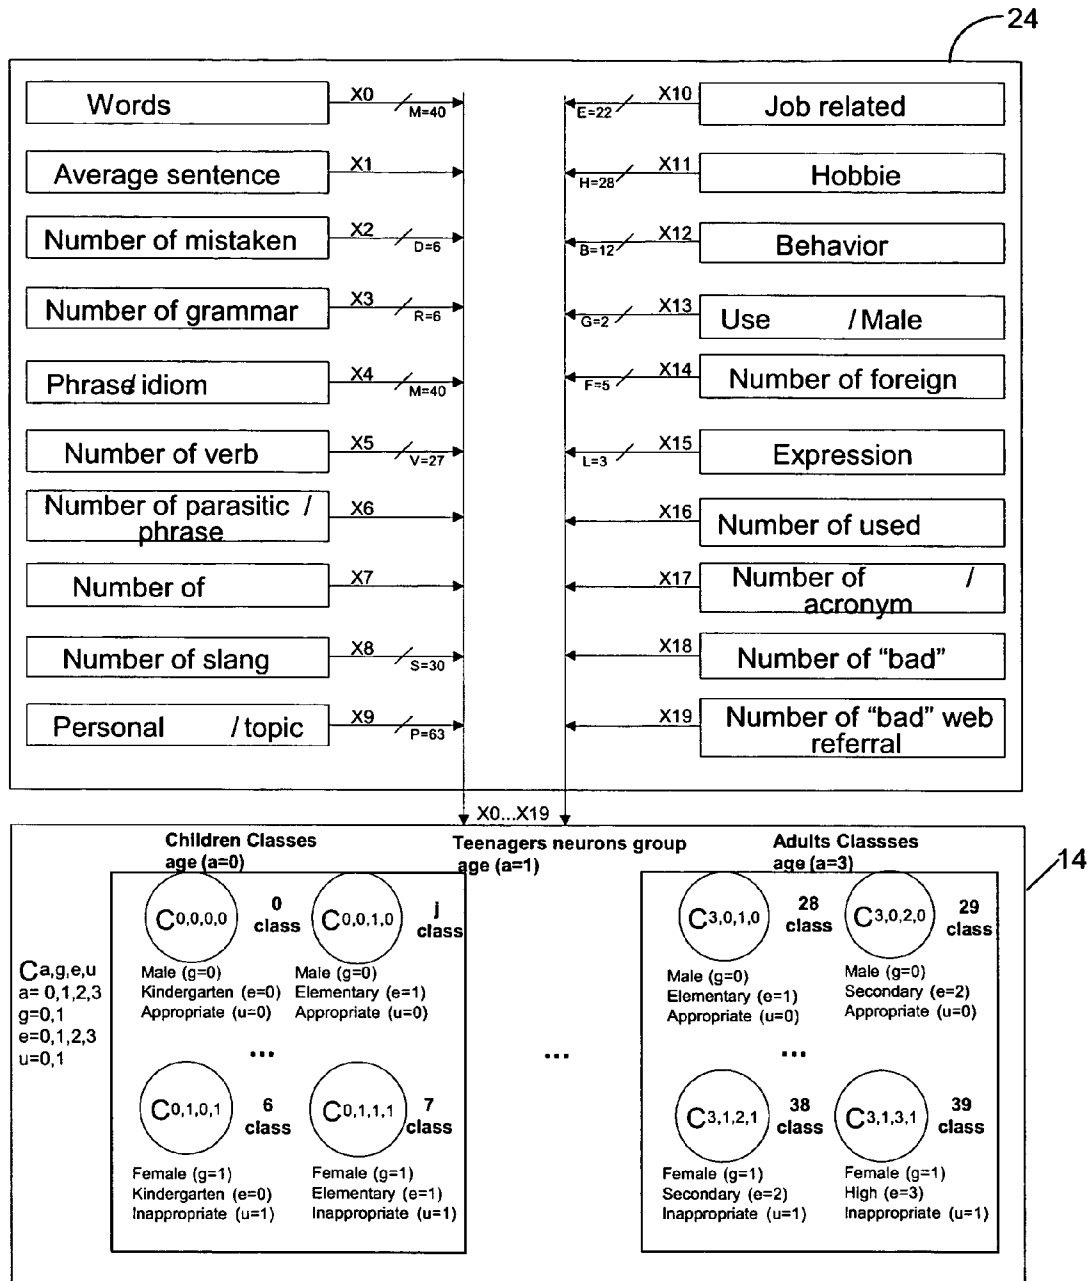 24
Words
X0
M=40
X10
E=22
Job related
Average sentence
X1
X11
H=28
Hobbie
Number of mistaken
X2
D=6
X12
B=12
Behavior
Number of grammar
X3
R=6
X13
G=2
Use / Male
Phrase/idiom
X4
M=40
X14
F=5
Number of foreign
Number of verb
X5
V=27
X15
L=3
Expression
Number of parasitic /
phrase
X6
X16
Number of used
Number of
X7
X17
Number of /
acronym
Number of slang
X8
S=30
X18
Number of “bad”
Personal / topic
X9
P=63
X19
Number of “bad” web
referral
X0...X19
14
Children Classes
age (a=0)
Teenagers neurons group
age (a=1)
Adults Classses
age (a=3)
Ca,g,e,u
a= 0,1,2,3
g=0,1
e=0,1,2,3
u=0,1
C0,0,0,0
0
class
Male (g=0)
Kindergarten (e=0)
Appropriate (u=0)
C0,0,1,0
j
class
Male (g=0)
Elementary (e=1)
Appropriate (u=0)
...
C0,1,0,1
6
class
Female (g=1)
Kindergarten (e=0)
Inappropriate (u=1)
C0,1,1,1
7
class
Female (g=1)
Elementary (e=1)
Inappropriate (u=1)
...
C3,0,1,0
28
class
Male (g=0)
Elementary (e=1)
Appropriate (u=0)
C3,0,2,0
29
class
Male (g=0)
Secondary (e=2)
Appropriate (u=0)
...
C3,1,2,1
38
class
Female (g=1)
Secondary (e=2)
Inappropriate (u=1)
C3,1,3,1
39
class
Female (g=1)
High (e=3)
Inappropriate (u=1)